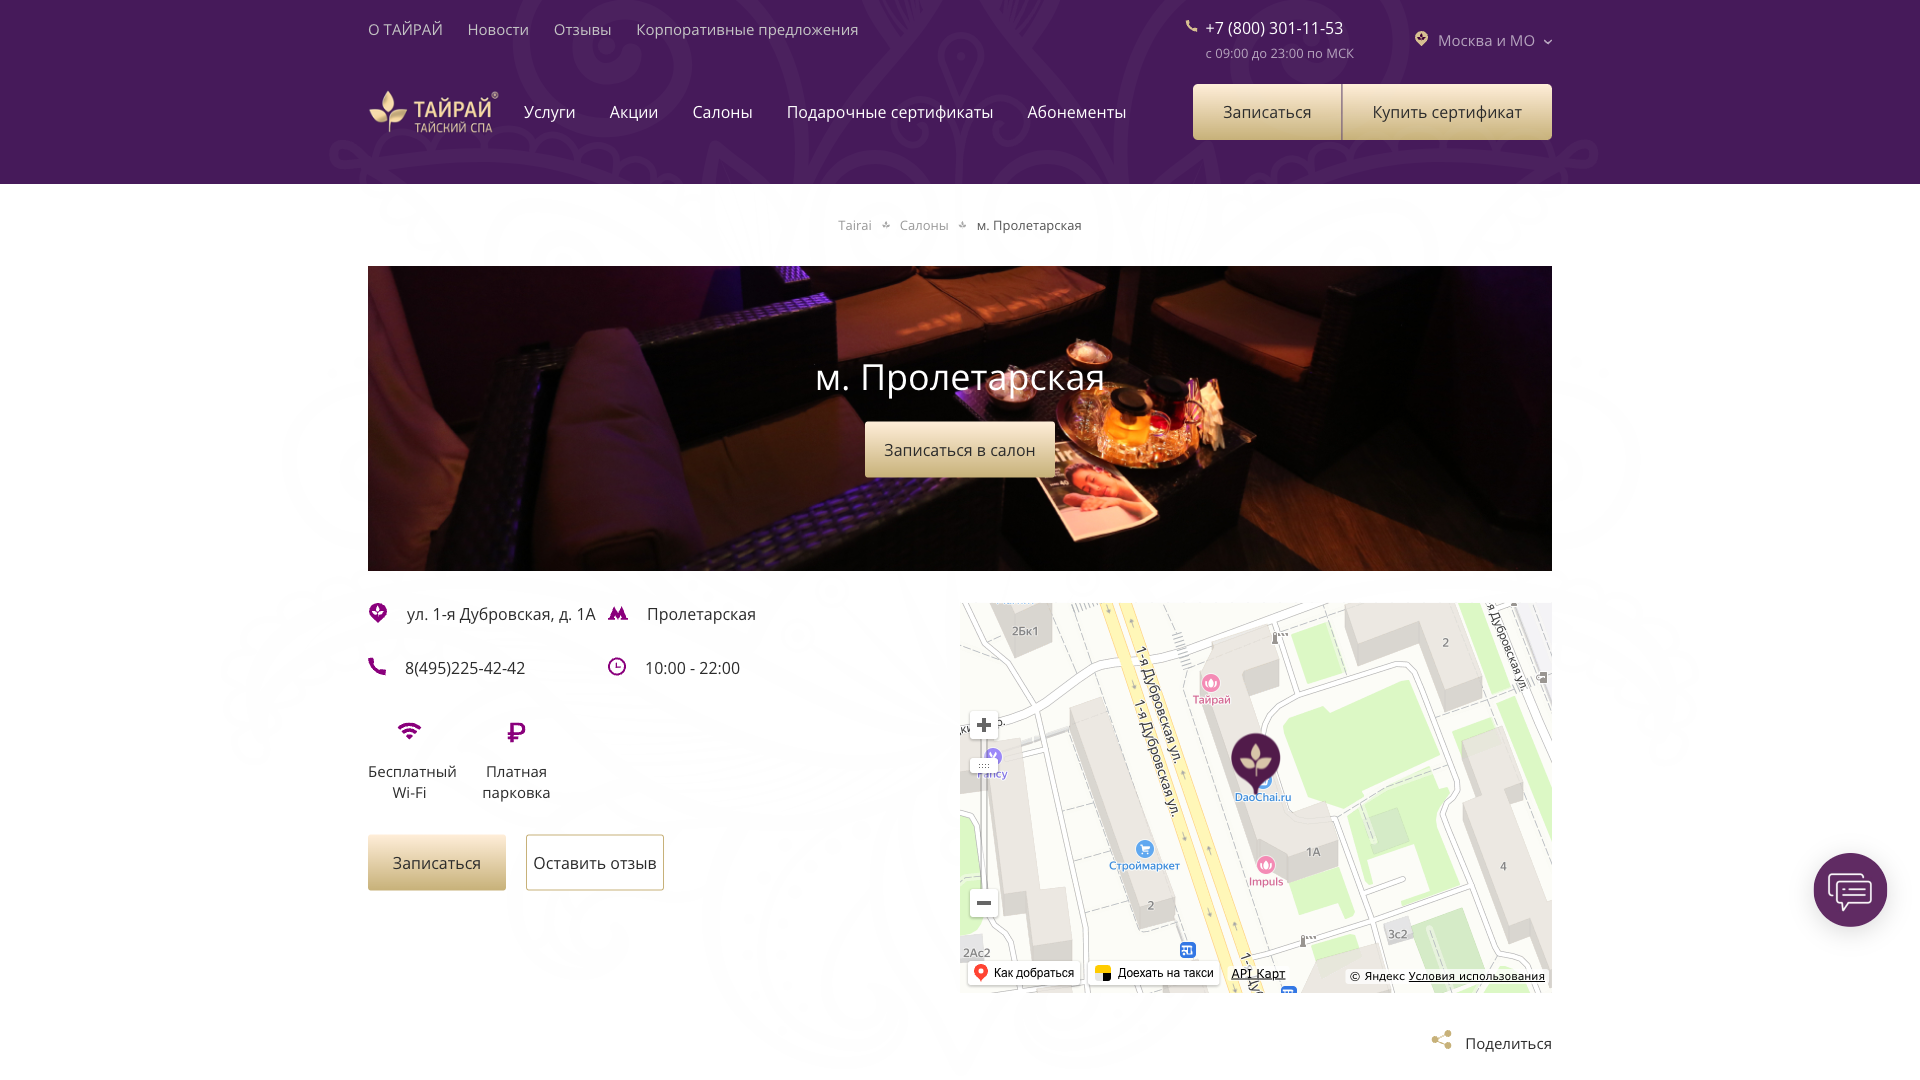 О ТАЙРАЙ
Новости
Отзывы
Корпоративные предложения
+7 (800) 301-11-53
с 09:00 до 23:00 по МСК
Москва и МО
ТАЙРАЙ®
ТАЙСКИЙ СПА
Услуги
Акции
Салоны
Подарочные сертификаты
Абонементы
Записаться
Купить сертификат
Tairai
Салоны
м. Пролетарская
м. Пролетарская
Записаться в салон
ул. 1-я Дубровская, д. 1А
Пролетарская
8(495)225-42-42
10:00 - 22:00
Бесплатный
Wi-Fi
Платная
парковка
Записаться
Оставить отзыв
2Бк1
2
1-я Дубровская ул.
1-я Дубровская ул.
я Дубровская ул.
Тайрай
Fancy
DaoChai.ru
Строймаркет
1А
Impuls
4
2
3с2
2Ас2
Как добраться
Доехать на такси
API Карт
© Яндекс Условия использования
Поделиться